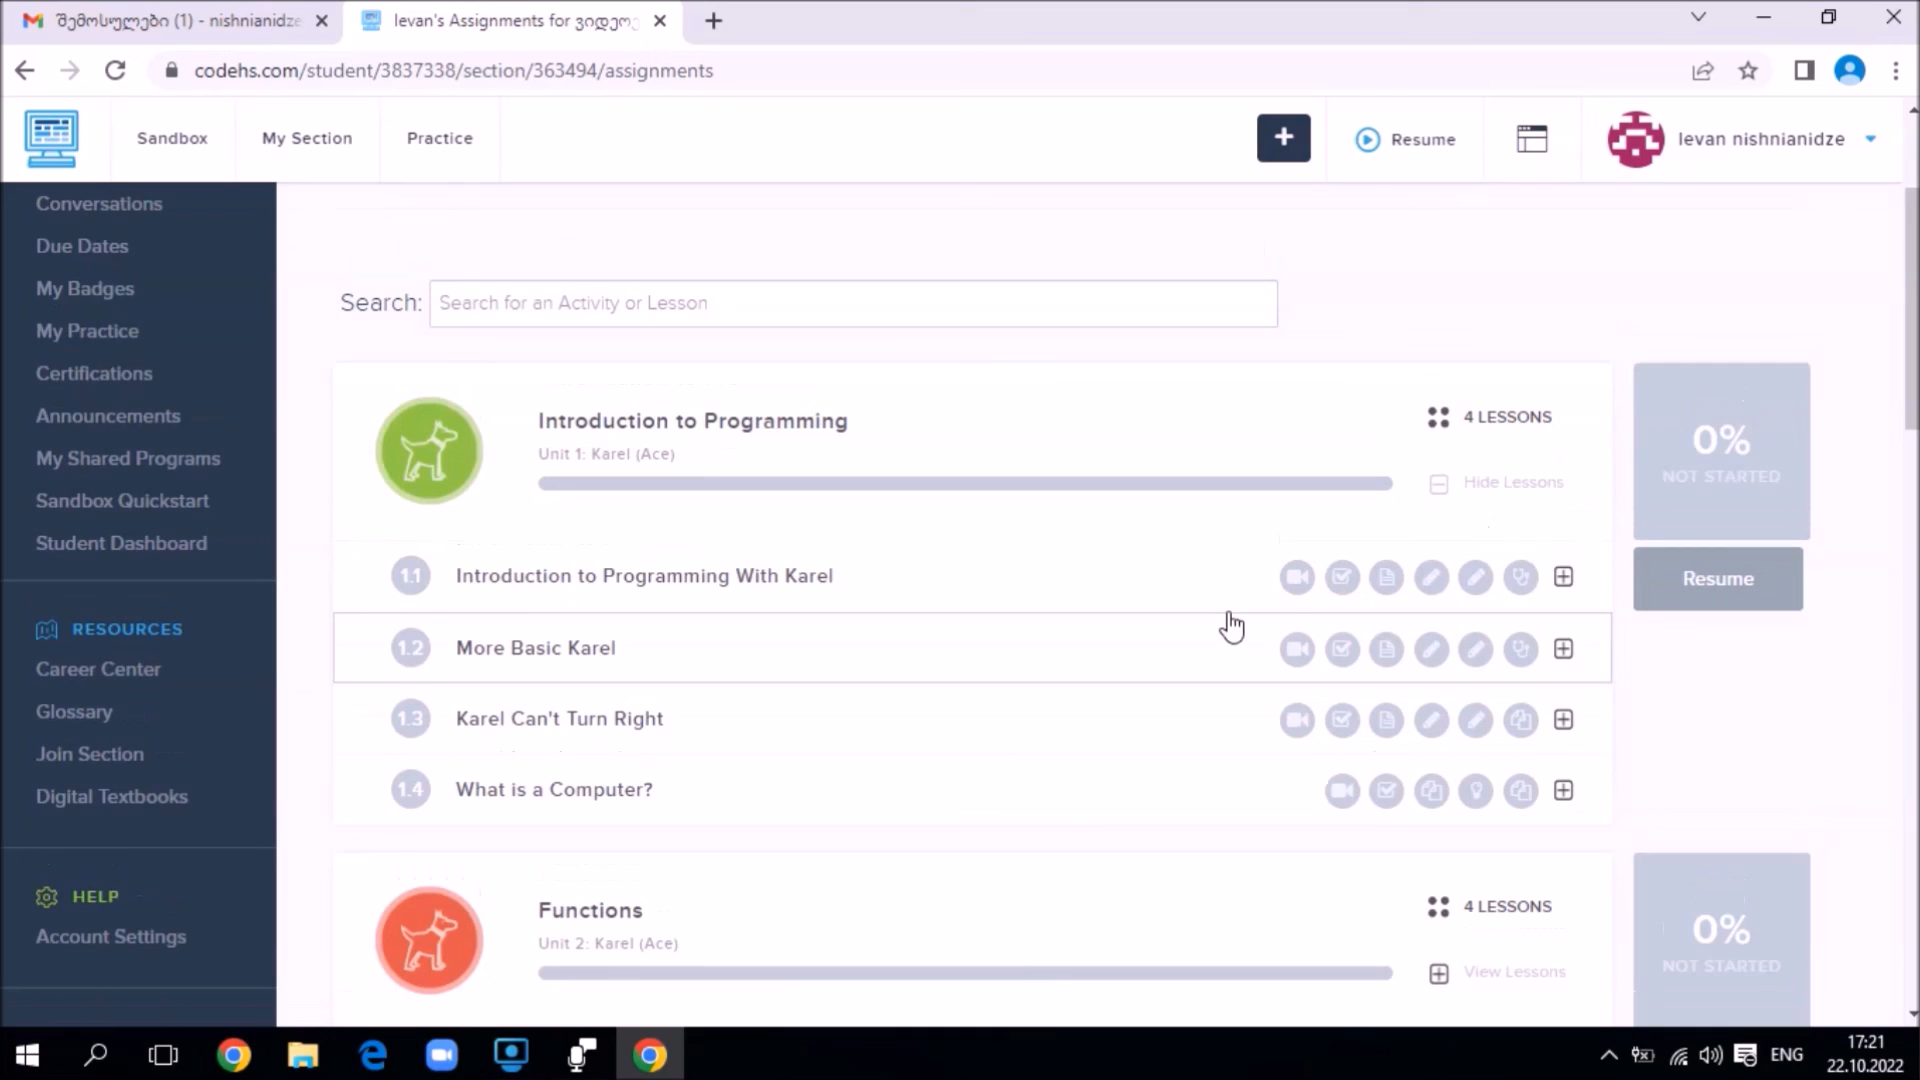 შემოსულები (1) - nishnianidze
levan's Assignments for ვიდეო
codehs.com/student/3837338/section/363494/assignments
Sandbox
My Section
Practice
+
Resume
levan nishnianidze
Conversations
Due Dates
My Badges
My Practice
Certifications
Announcements
My Shared Programs
Sandbox Quickstart
Student Dashboard
RESOURCES
Career Center
Glossary
Join Section
Digital Textbooks
HELP
Account Settings
Search:
Search for an Activity or Lesson
Introduction to Programming
Unit 1: Karel (Ace)
4 LESSONS
Hide Lessons
0%
NOT STARTED
Resume
1.1 Introduction to Programming With Karel
1.2 More Basic Karel
1.3 Karel Can't Turn Right
1.4 What is a Computer?
Functions
Unit 2: Karel (Ace)
4 LESSONS
View Lessons
0%
NOT STARTED
ENG
17:21
22.10.2022